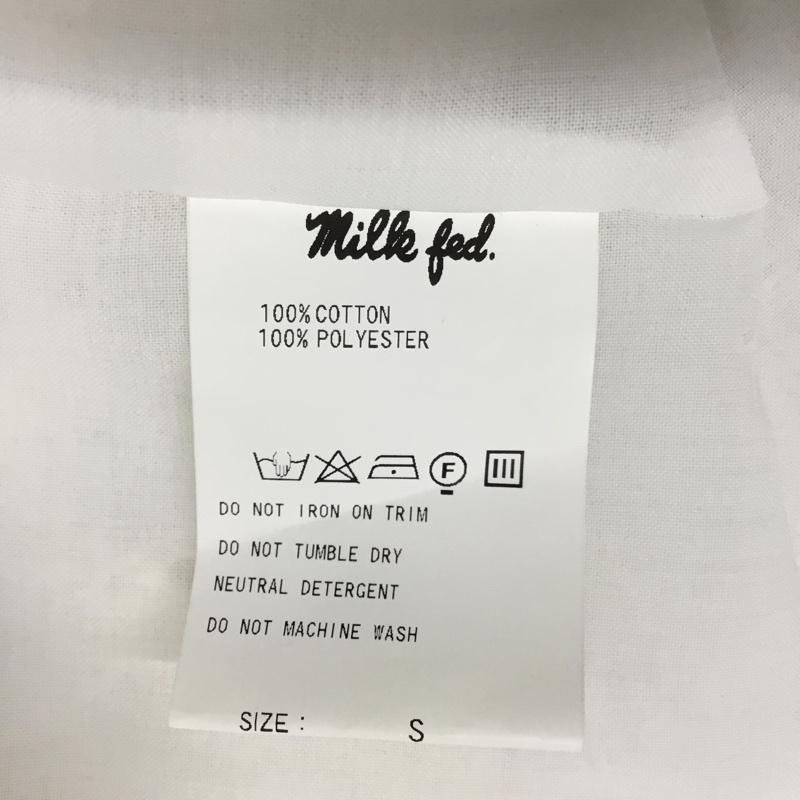 Milk fed.
100% COTTON
100% POLYESTER
F
DO NOT IRON ON TRIM
DO NOT TUMBLE DRY
NEUTRAL DETERGENT
DO NOT MACHINE WASH
SIZE : S